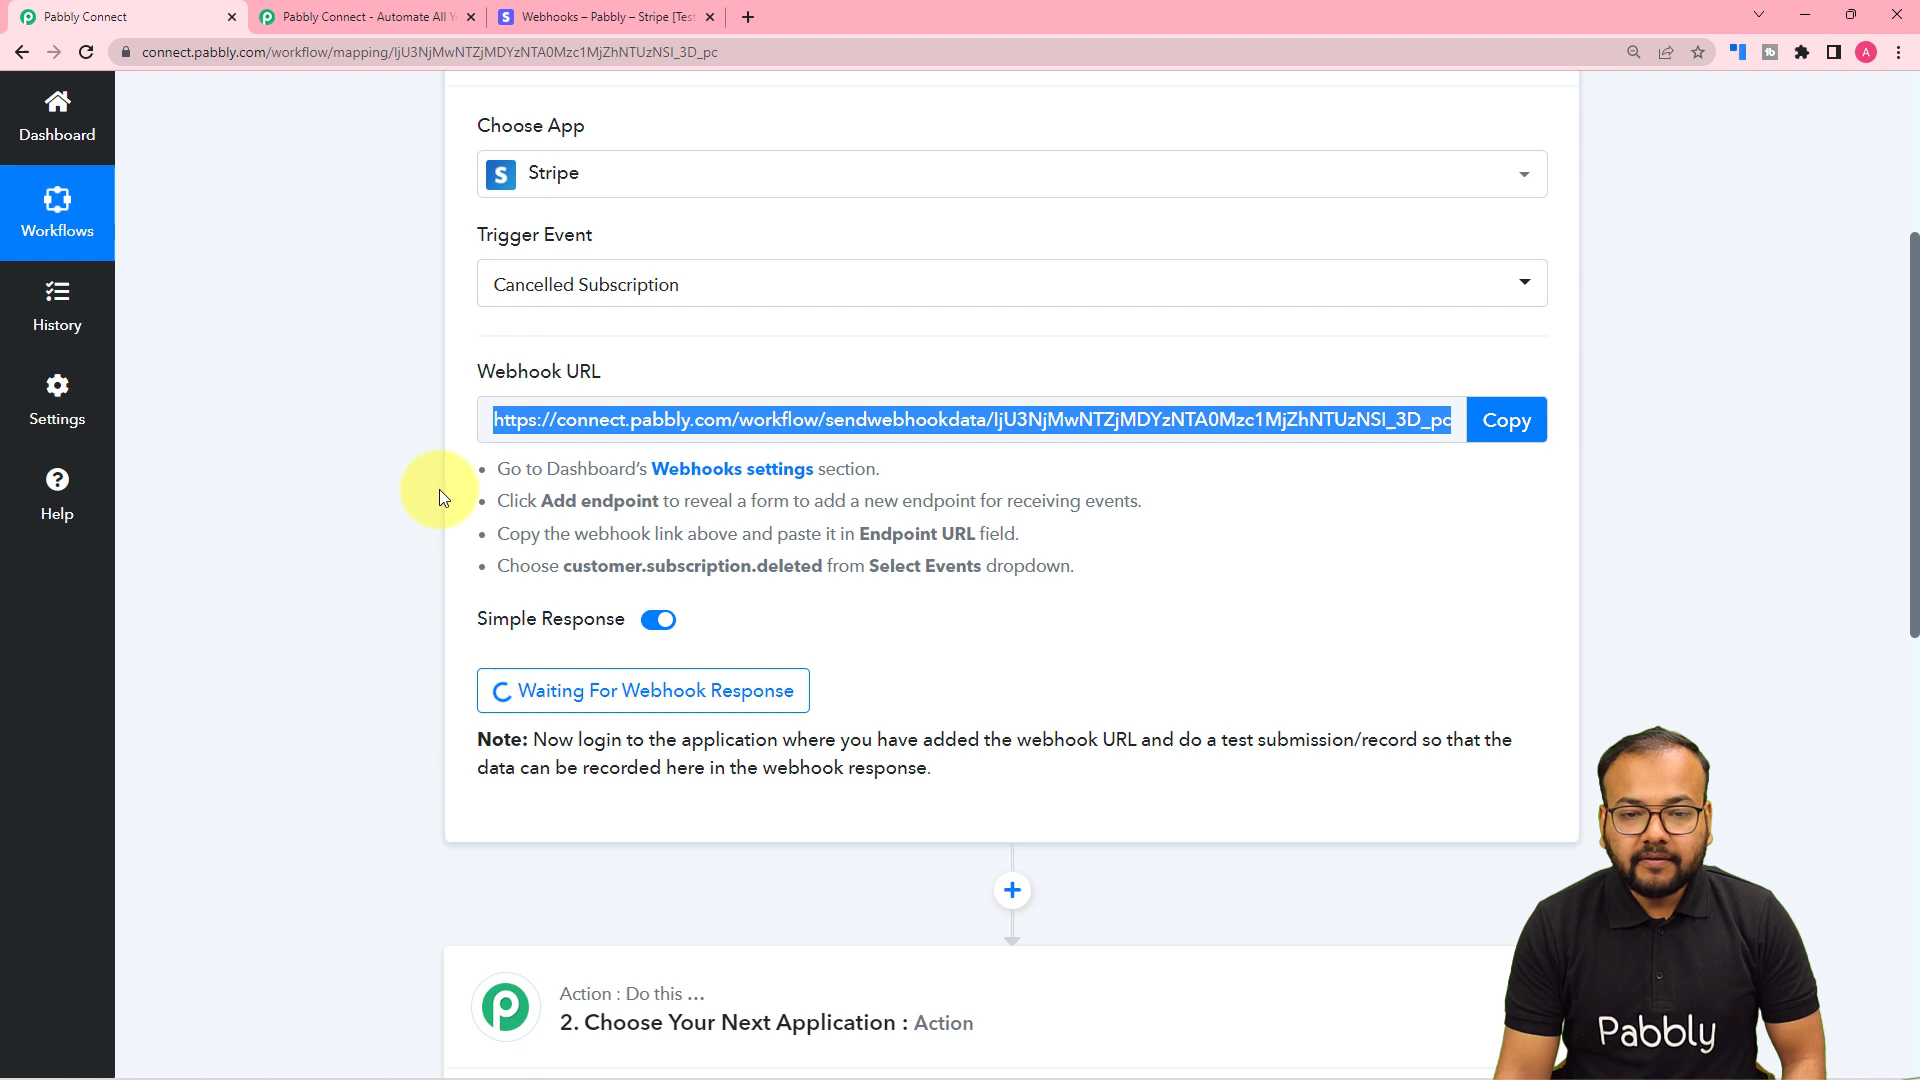 Pabbly Connect
Pabbly Connect - Automate All Y
Webhooks – Pabbly – Stripe [Test
connect.pabbly.com/workflow/mapping/IjU3NjMwNTZjMDYzNTA0Mzc1MjZhNTUzNSI_3D_pc
A
Dashboard
Workflows
History
Settings
Help
Choose App
S Stripe
Trigger Event
Cancelled Subscription
Webhook URL
https://connect.pabbly.com/workflow/sendwebhookdata/IjU3NjMwNTZjMDYzNTA0Mzc1MjZhNTUzNSI_3D_pc
Copy
• Go to Dashboard's Webhooks settings section.
• Click Add endpoint to reveal a form to add a new endpoint for receiving events.
• Copy the webhook link above and paste it in Endpoint URL field.
• Choose customer.subscription.deleted from Select Events dropdown.
Simple Response
Waiting For Webhook Response
Note: Now login to the application where you have added the webhook URL and do a test submission/record so that the
data can be recorded here in the webhook response.
Action : Do this ...
2. Choose Your Next Application : Action
Pabbly